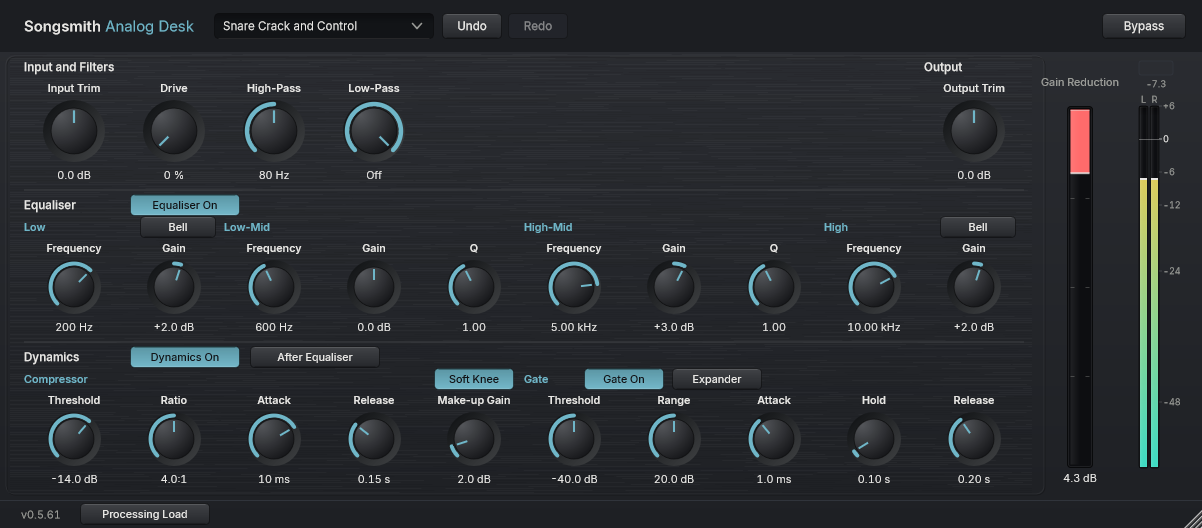 Songsmith Analog Desk Snare Crack and Control Undo Redo Bypass
Input and Filters Output
Input Trim Drive High-Pass Low-Pass Output Trim Gain Reduction -7.3
L R
0.0 dB 0 % 80 Hz Off 0.0 dB
+6
-0
-6
-12
-24
-48
Equaliser Equaliser On
Low Bell Low-Mid High-Mid High Bell
Frequency Gain Frequency Gain Q Frequency Gain Q Frequency Gain
200 Hz +2.0 dB 600 Hz 0.0 dB 1.00 5.00 kHz +3.0 dB 1.00 10.00 kHz +2.0 dB
Dynamics Dynamics On After Equaliser
Compressor Soft Knee Gate Gate On Expander
Threshold Ratio Attack Release Make-up Gain Threshold Range Attack Hold Release
-14.0 dB 4.0:1 10 ms 0.15 s 2.0 dB -40.0 dB 20.0 dB 1.0 ms 0.10 s 0.20 s 4.3 dB
v0.5.61 Processing Load